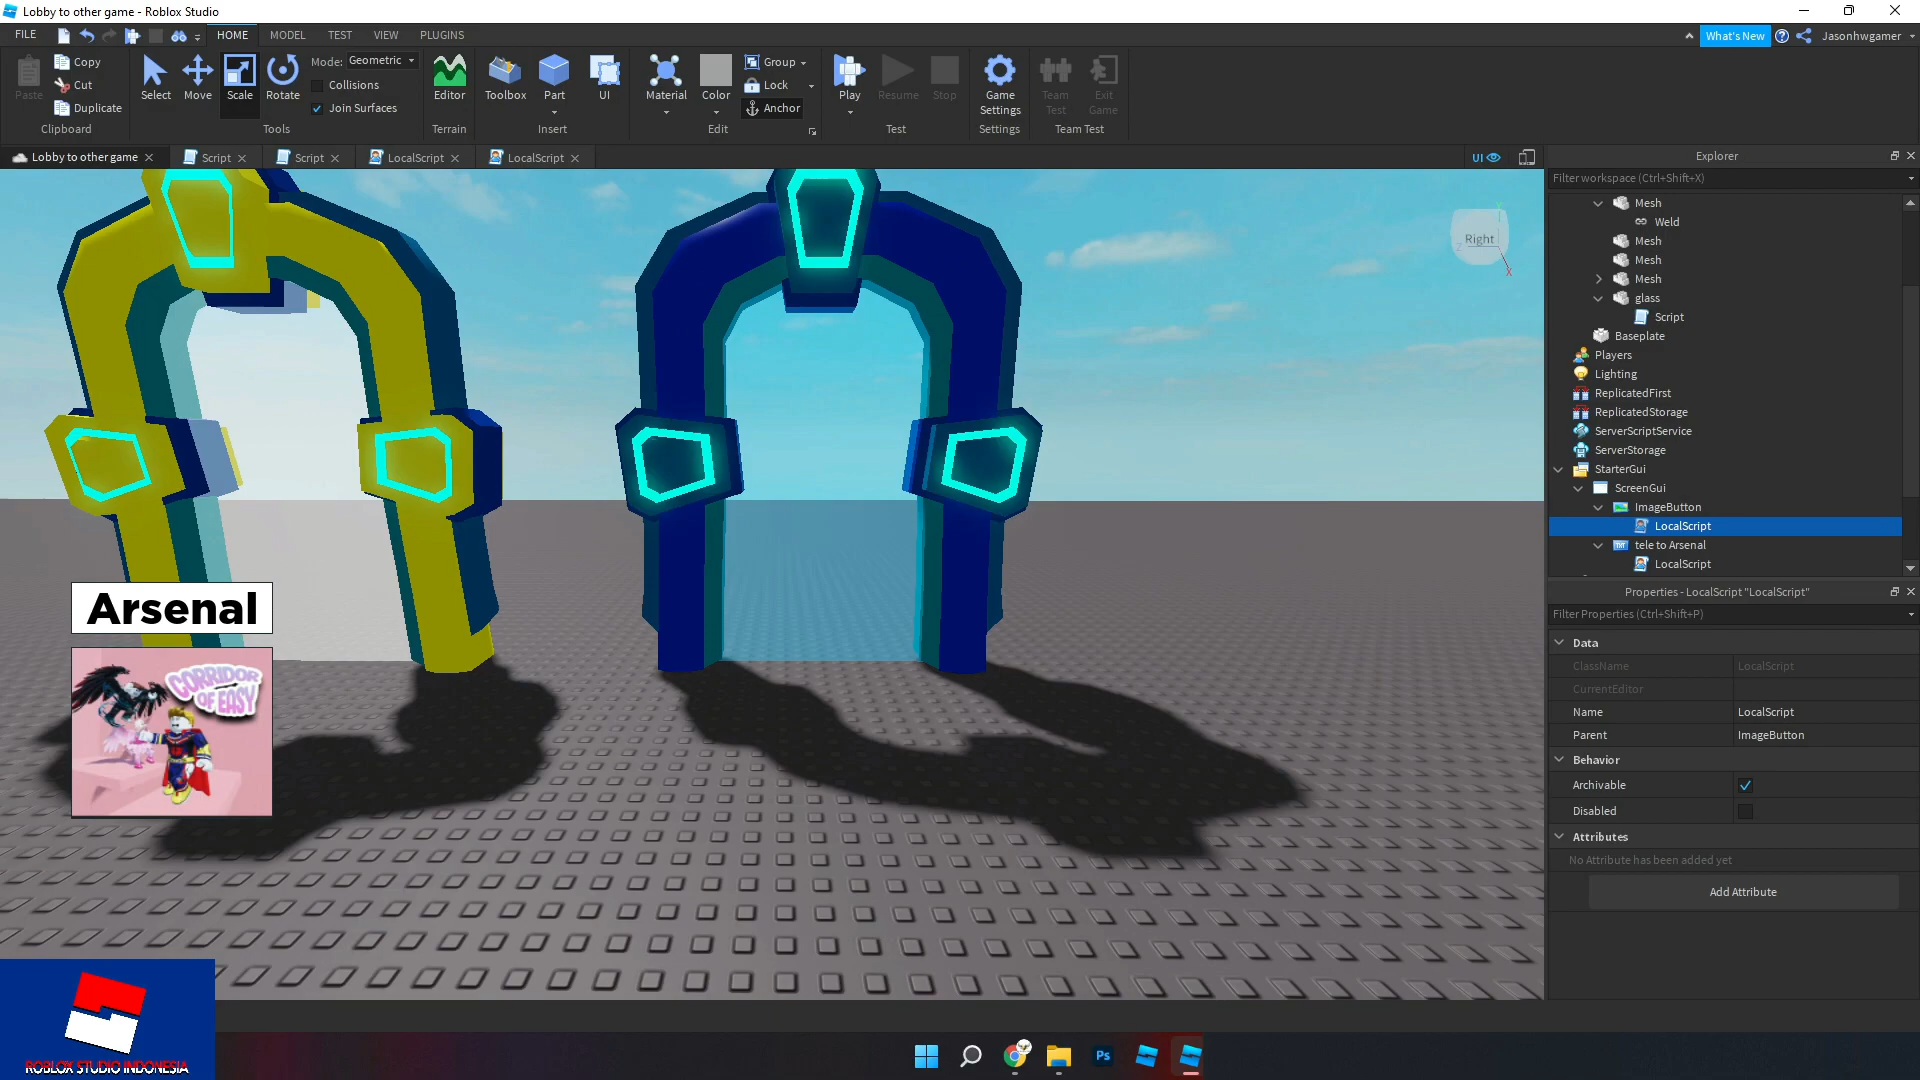 Lobby to other game - Roblox Studio
FILE HOME MODEL TEST VIEW PLUGINS What's New Jasonhwgamer
Paste Copy Cut Duplicate
Clipboard
Select Move Scale Rotate
Mode: Geometric
Collisions
Join Surfaces
Tools
Editor
Terrain
Toolbox Part UI
Insert
Material Color
Group
Lock
Anchor
Edit
Play Resume Stop
Test
Game Settings
Settings
Team Test
Exit Game
Team Test
Lobby to other game Script Script LocalScript LocalScript UI
Right
Z
X
Arsenal
CORRIDOR
OF EASY
ROBLOX STUDIO INDONESIA
Ps
Explorer
Filter workspace (Ctrl+Shift+X)
Mesh
Weld
Mesh
Mesh
Mesh
glass
Script
Baseplate
Players
Lighting
ReplicatedFirst
ReplicatedStorage
ServerScriptService
ServerStorage
StarterGui
ScreenGui
ImageButton
LocalScript
TXT tele to Arsenal
LocalScript
Properties - LocalScript "LocalScript"
Filter Properties (Ctrl+Shift+P)
Data
ClassName LocalScript
CurrentEditor
Name LocalScript
Parent ImageButton
Behavior
Archivable
Disabled
Attributes
No Attribute has been added yet
Add Attribute